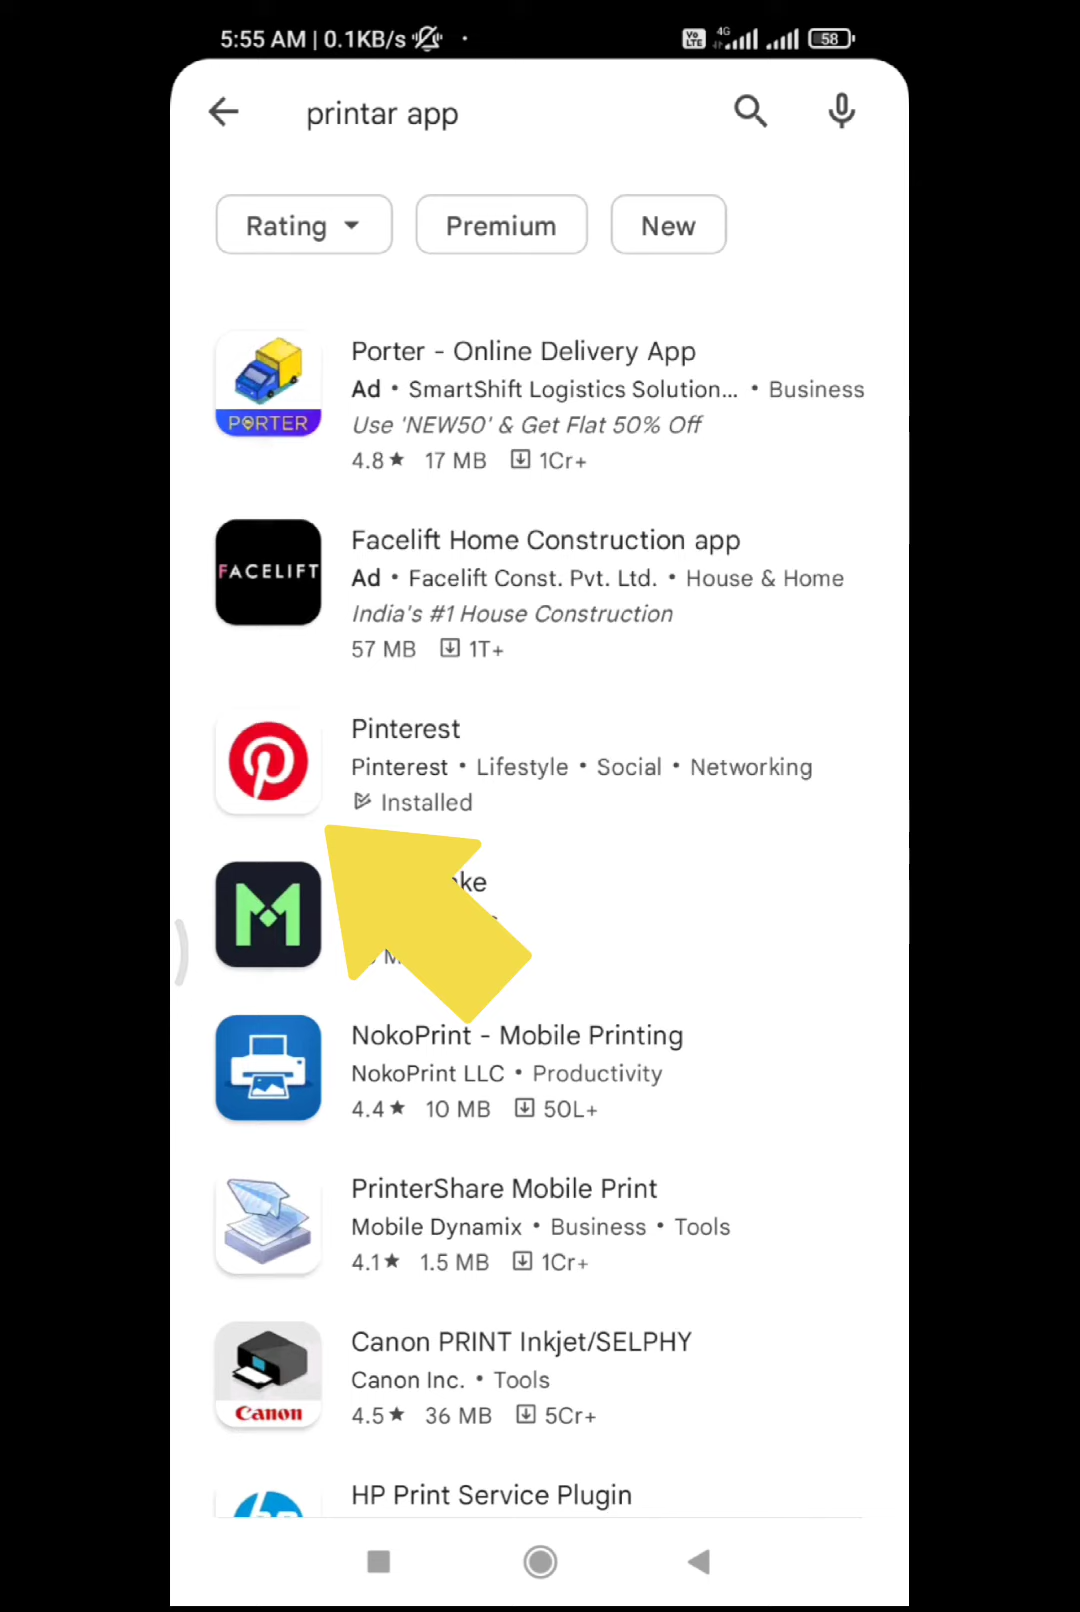 5:55 AM | 0.1KB/s
Vo LTE 4G 58
printar app
Rating Premium New
Porter - Online Delivery App
Ad • SmartShift Logistics Solution... • Business
Use 'NEW50' & Get Flat 50% Off
4.8★ 17 MB 1Cr+
PORTER
Facelift Home Construction app
Ad • Facelift Const. Pvt. Ltd. • House & Home
India's #1 House Construction
57 MB 1T+
FACELIFT
Pinterest
Pinterest • Lifestyle • Social • Networking
Installed
NokoPrint - Mobile Printing
NokoPrint LLC • Productivity
4.4★ 10 MB 50L+
PrinterShare Mobile Print
Mobile Dynamix • Business • Tools
4.1★ 1.5 MB 1Cr+
Canon PRINT Inkjet/SELPHY
Canon Inc. • Tools
4.5★ 36 MB 5Cr+
Canon
HP Print Service Plugin